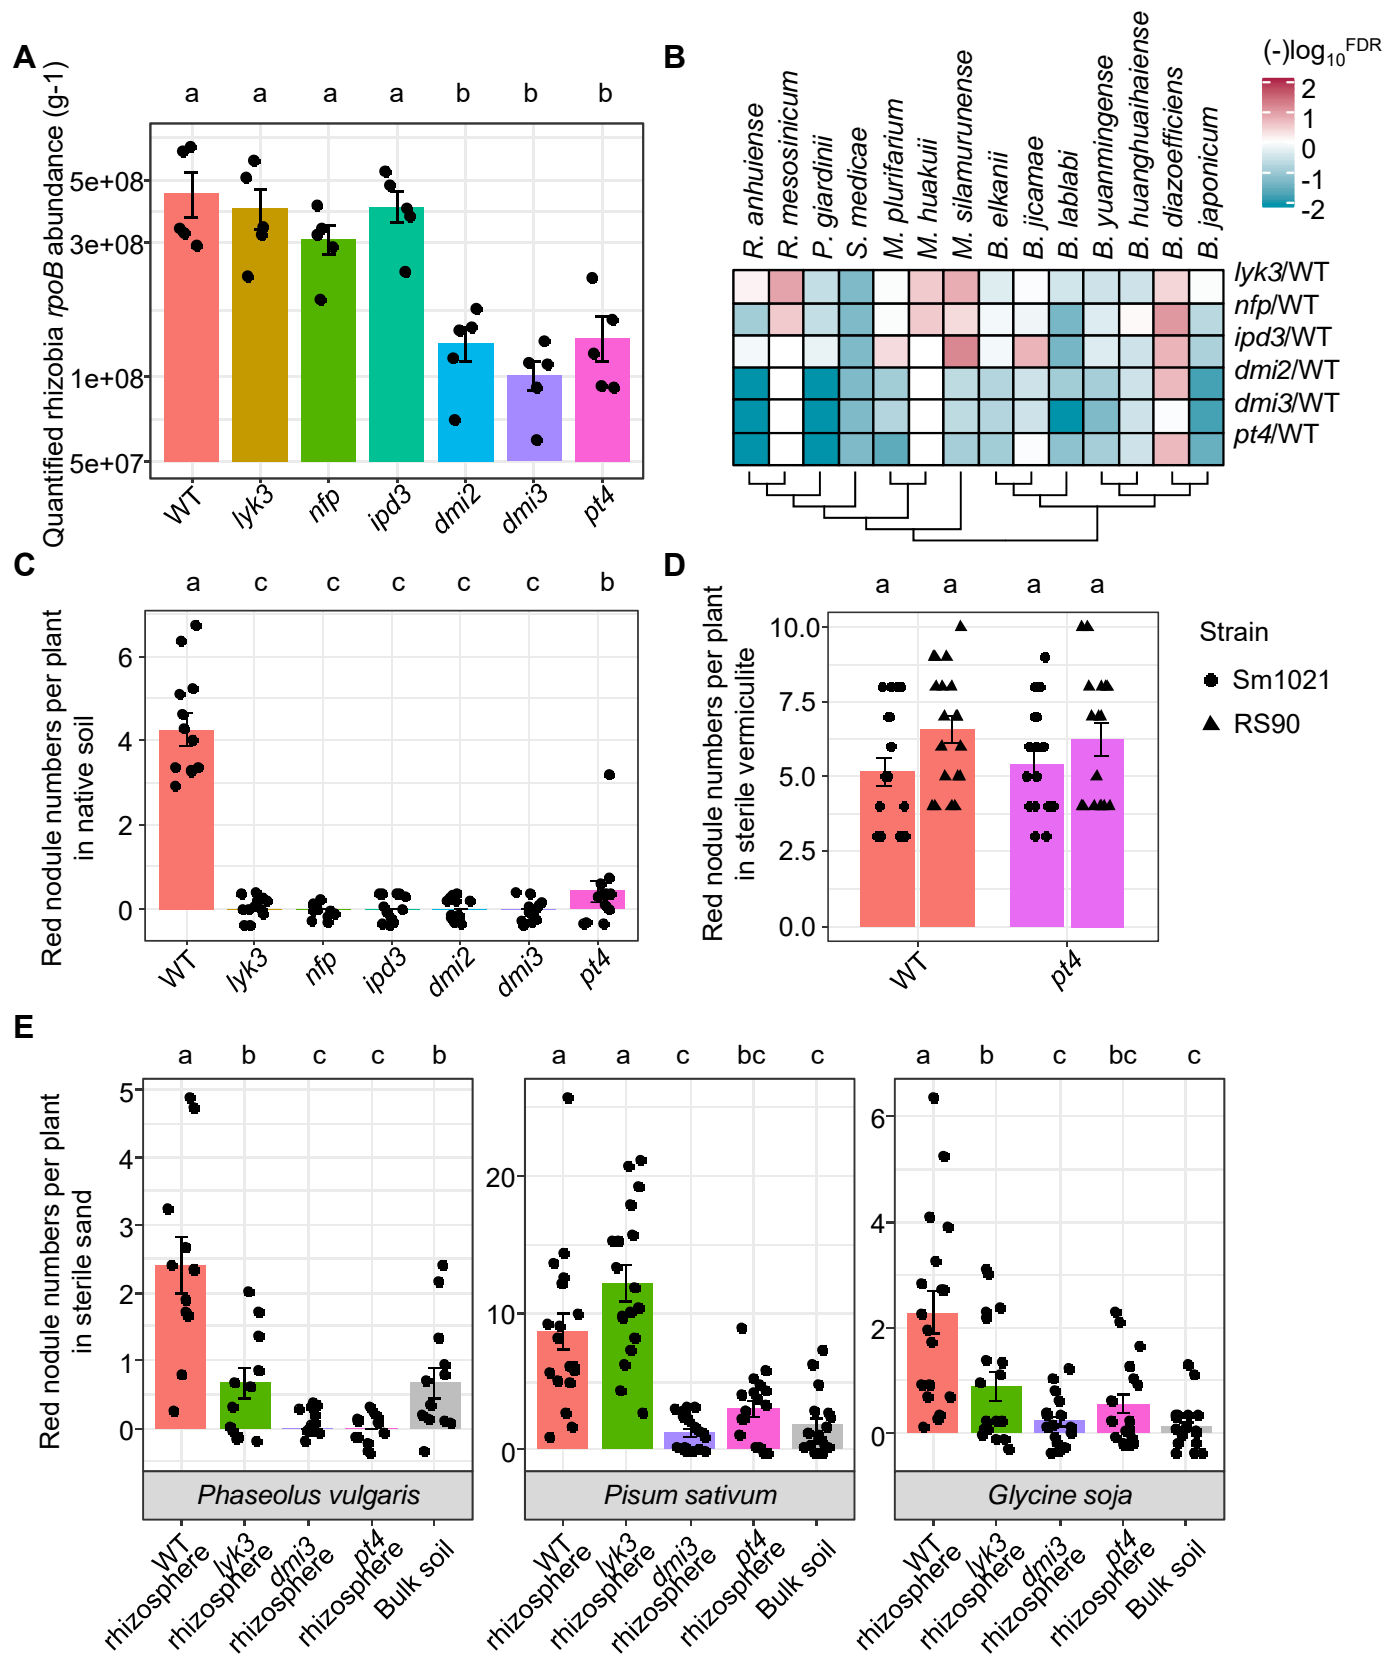 A
Quantified rhizobia rpoB abundance (g-1)
a a a a b b b
5e+08
3e+08
1e+08
5e+07
WT lyk3 nfp ipd3 dmi2 dmi3 pt4
B
R. anhuiense
R. mesosinicum
P. giardinii
S. medicae
M. plurifarium
M. huakuii
M. silamurunense
B. elkanii
B. jicamae
B. lablabi
B. yuanmingense
B. huanghuaihaiense
B. diazoefficiens
B. japonicum
(-)log10FDR
2
1
0
-1
-2
lyk3/WT
nfp/WT
ipd3/WT
dmi2/WT
dmi3/WT
pt4/WT
C
Red nodule numbers per plant
in native soil
a c c c c c b
6
4
2
0
WT lyk3 nfp ipd3 dmi2 dmi3 pt4
D
Red nodule numbers per plant
in sterile vermiculite
a a a a
10.0
7.5
5.0
2.5
0.0
WT pt4
Strain
Sm1021
RS90
E
Red nodule numbers per plant
in sterile sand
a b c c b
5
4
3
2
1
0
Phaseolus vulgaris
WT
rhizosphere
lyk3
rhizosphere
dmi3
rhizosphere
pt4
rhizosphere
Bulk soil
a a c bc c
20
10
0
Pisum sativum
WT
rhizosphere
lyk3
rhizosphere
dmi3
rhizosphere
pt4
rhizosphere
Bulk soil
a b c bc c
6
4
2
0
Glycine soja
WT
rhizosphere
lyk3
rhizosphere
dmi3
rhizosphere
pt4
rhizosphere
Bulk soil